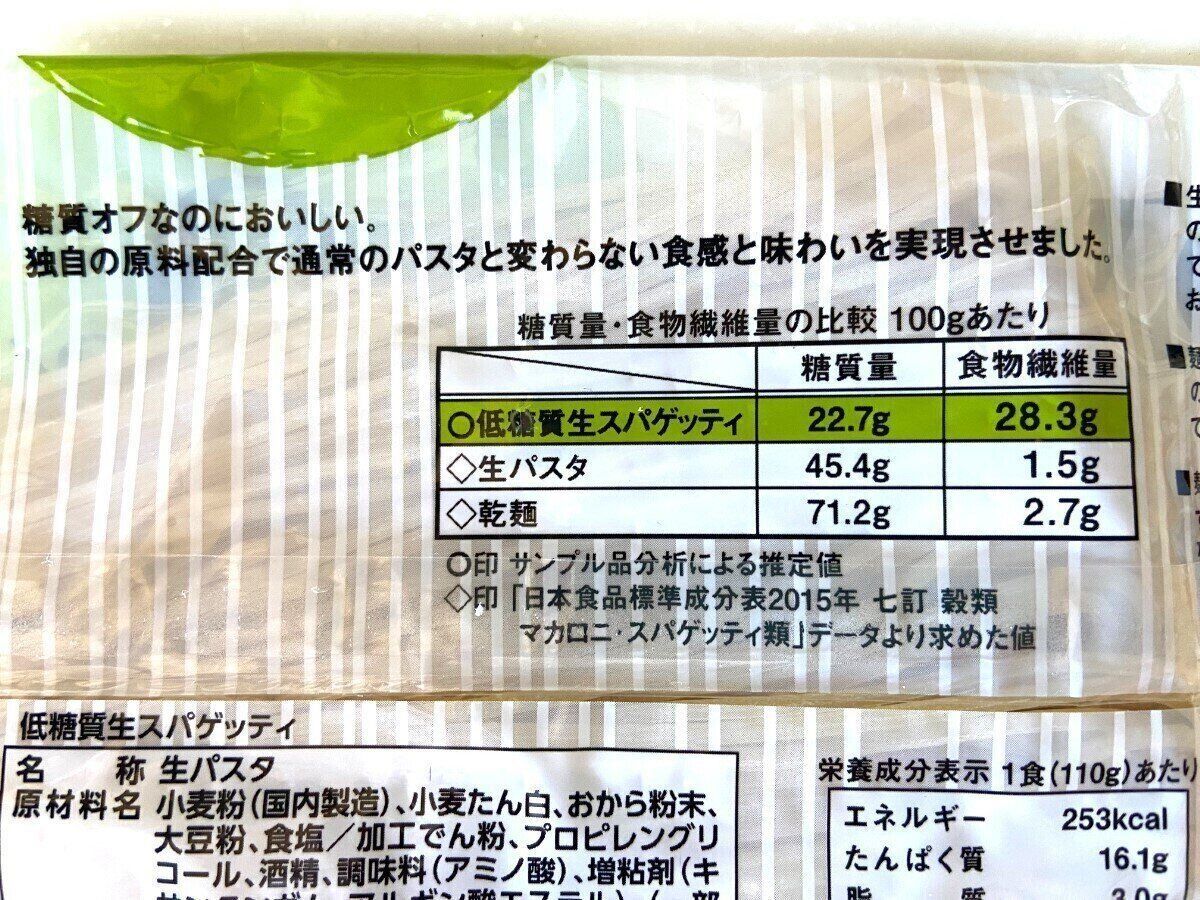 糖質オフなのにおいしい。
独自の原料配合で通常のパスタと変わらない食感と味わいを実現させました。
糖質量・食物繊維量の比較 100gあたり
糖質量 食物繊維量
○低糖質生スパゲッティ 22.7g 28.3g
◇生パスタ 45.4g 1.5g
◇乾麺 71.2g 2.7g
○印 サンプル品分析による推定値
◇印「日本食品標準成分表2015年 七訂 穀類
マカロニ・スパゲッティ類」データより求めた値
■生
の
て
お
低糖質生スパゲッティ
名 称 生パスタ
原材料名 小麦粉(国内製造)、小麦たん白、おから粉末、
大豆粉、食塩／加工でん粉、プロピレングリ
コール、酒精、調味料(アミノ酸)、増粘剤(キ
栄養成分表示 1食(110g)あたり
エネルギー 253kcal
たんぱく質 16.1g
脂 質 3.0g